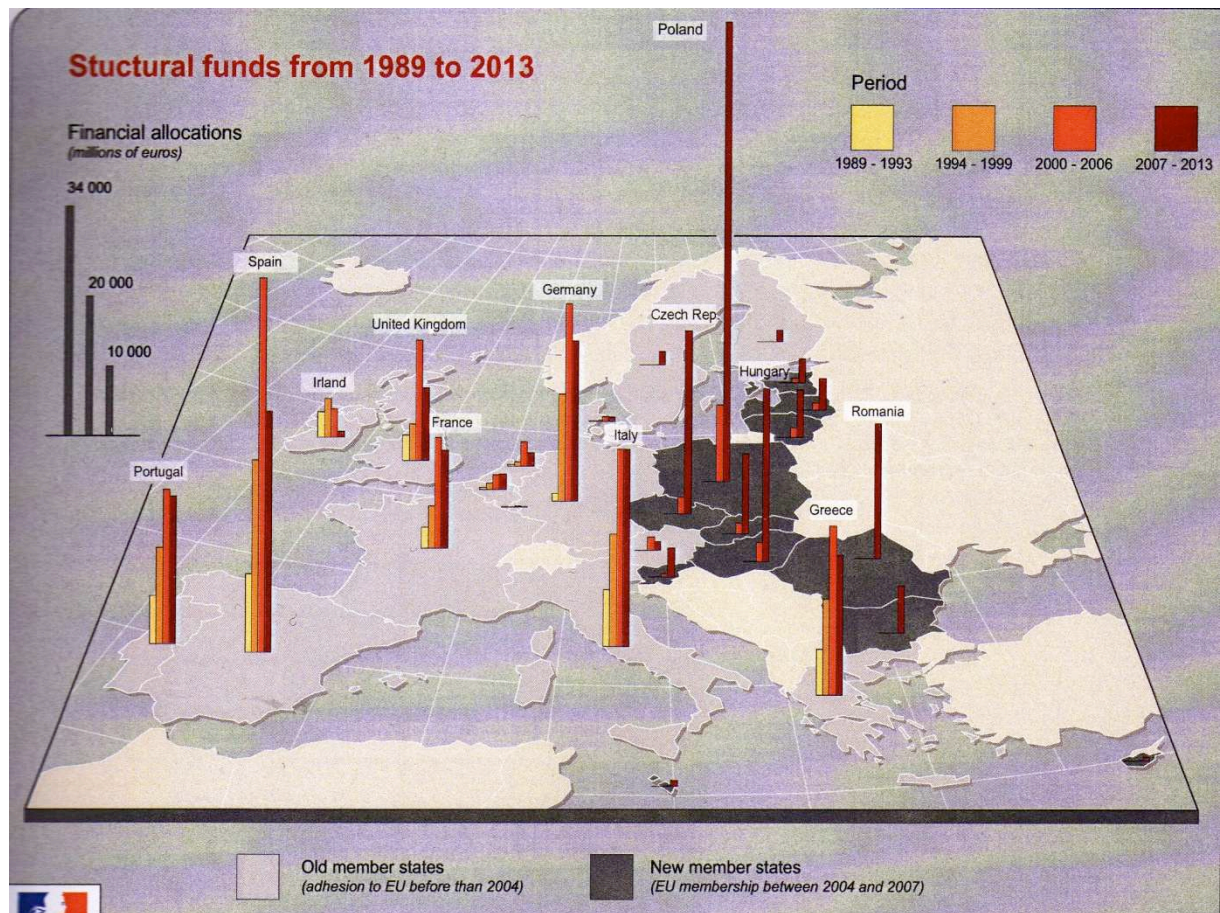 Stuctural funds from 1989 to 2013
Financial allocations
(millions of euros)
34 000
20 000
10 000
Period
1989 - 1993
1994 - 1999
2000 - 2006
2007 - 2013
Poland
Spain
Germany
United Kingdom
Czech Rep.
Irland
Hungary
France
Italy
Romania
Portugal
Greece
Old member states
(adhesion to EU before than 2004)
New member states
(EU membership between 2004 and 2007)